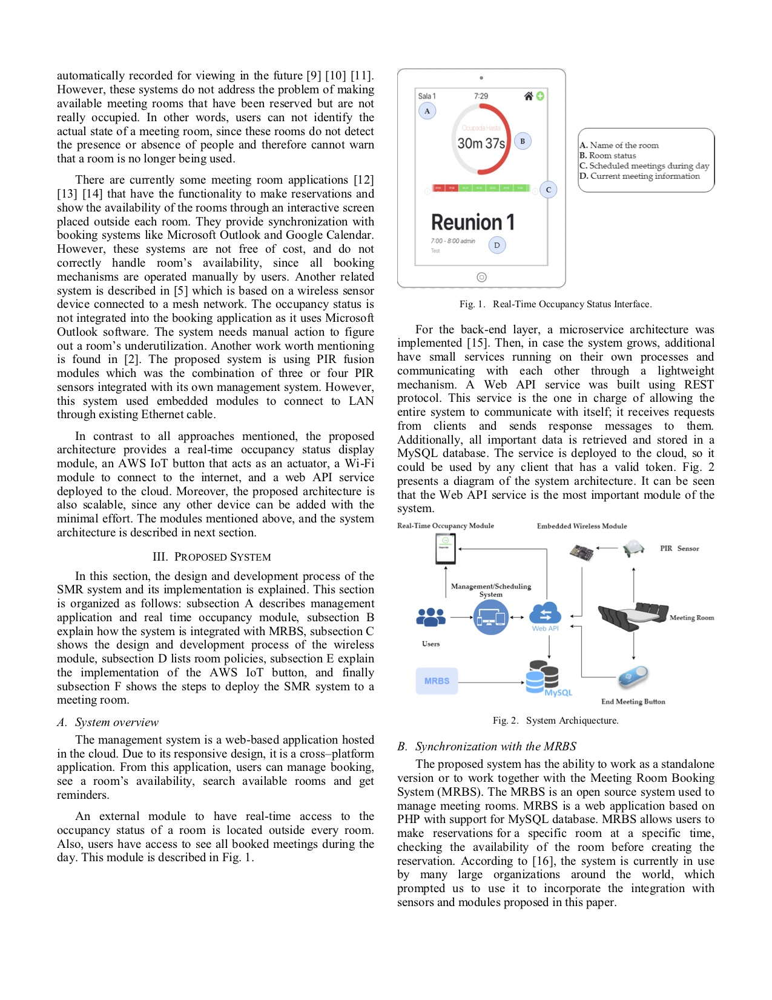 automatically recorded for viewing in the future [9] [10] [11].
However, these systems do not address the problem of making
available meeting rooms that have been reserved but are not
really occupied. In other words, users can not identify the
actual state of a meeting room, since these rooms do not detect
the presence or absence of people and therefore cannot warn
that a room is no longer being used.
There are currently some meeting room applications [12]
[13] [14] that have the functionality to make reservations and
show the availability of the rooms through an interactive screen
placed outside each room. They provide synchronization with
booking systems like Microsoft Outlook and Google Calendar.
However, these systems are not free of cost, and do not
correctly handle room's availability, since all booking
mechanisms are operated manually by users. Another related
system is described in [5] which is based on a wireless sensor
device connected to a mesh network. The occupancy status is
not integrated into the booking application as it uses Microsoft
Outlook software. The system needs manual action to figure
out a room's underutilization. Another work worth mentioning
is found in [2]. The proposed system is using PIR fusion
modules which was the combination of three or four PIR
sensors integrated with its own management system. However,
this system used embedded modules to connect to LAN
through existing Ethernet cable.
In contrast to all approaches mentioned, the proposed
architecture provides a real-time occupancy status display
module, an AWS IoT button that acts as an actuator, a Wi-Fi
module to connect to the internet, and a web API service
deployed to the cloud. Moreover, the proposed architecture is
also scalable, since any other device can be added with the
minimal effort. The modules mentioned above, and the system
architecture is described in next section.
III. PROPOSED SYSTEM
In this section, the design and development process of the
SMR system and its implementation is explained. This section
is organized as follows: subsection A describes management
application and real time occupancy module, subsection B
explain how the system is integrated with MRBS, subsection C
shows the design and development process of the wireless
module, subsection D lists room policies, subsection E explain
the implementation of the AWS IoT button, and finally
subsection F shows the steps to deploy the SMR system to a
meeting room.
A. System overview
The management system is a web-based application hosted
in the cloud. Due to its responsive design, it is a cross–platform
application. From this application, users can manage booking,
see a room's availability, search available rooms and get
reminders.
An external module to have real-time access to the
occupancy status of a room is located outside every room.
Also, users have access to see all booked meetings during the
day. This module is described in Fig. 1.
Sala 1 7:29
A
Ocupada Hasta
30m 37s
B
C
Reunion 1
7:00 - 8:00 admin
D
Test
A. Name of the room
B. Room status
C. Scheduled meetings during day
D. Current meeting information
Fig. 1. Real-Time Occupancy Status Interface.
For the back-end layer, a microservice architecture was
implemented [15]. Then, in case the system grows, additional
have small services running on their own processes and
communicating with each other through a lightweight
mechanism. A Web API service was built using REST
protocol. This service is the one in charge of allowing the
entire system to communicate with itself; it receives requests
from clients and sends response messages to them.
Additionally, all important data is retrieved and stored in a
MySQL database. The service is deployed to the cloud, so it
could be used by any client that has a valid token. Fig. 2
presents a diagram of the system architecture. It can be seen
that the Web API service is the most important module of the
system.
Real-Time Occupancy Module
Embedded Wireless Module
PIR Sensor
Management/Scheduling
System
Web API
Meeting Room
Users
MRBS
MySQL
End Meeting Button
Fig. 2. System Archiquecture.
B. Synchronization with the MRBS
The proposed system has the ability to work as a standalone
version or to work together with the Meeting Room Booking
System (MRBS). The MRBS is an open source system used to
manage meeting rooms. MRBS is a web application based on
PHP with support for MySQL database. MRBS allows users to
make reservations for a specific room at a specific time,
checking the availability of the room before creating the
reservation. According to [16], the system is currently in use
by many large organizations around the world, which
prompted us to use it to incorporate the integration with
sensors and modules proposed in this paper.